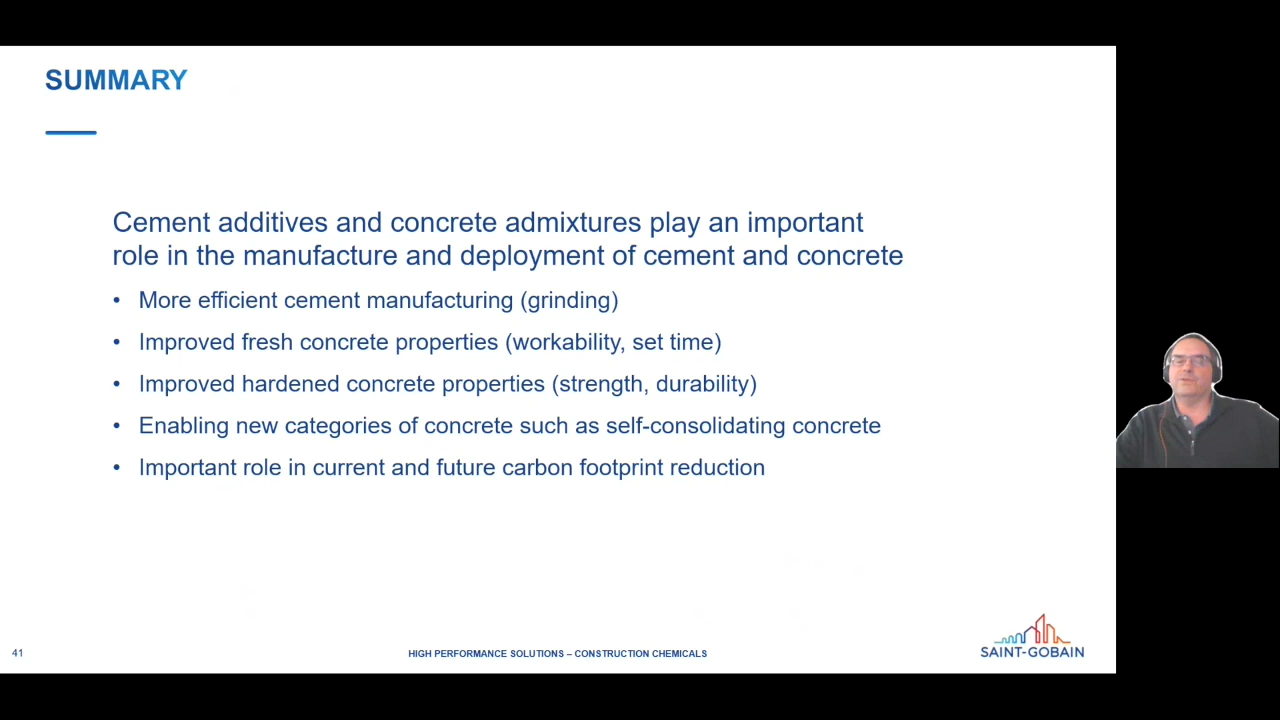 SUMMARY
Cement additives and concrete admixtures play an important
role in the manufacture and deployment of cement and concrete
• More efficient cement manufacturing (grinding)
• Improved fresh concrete properties (workability, set time)
• Improved hardened concrete properties (strength, durability)
• Enabling new categories of concrete such as self-consolidating concrete
• Important role in current and future carbon footprint reduction
41
HIGH PERFORMANCE SOLUTIONS – CONSTRUCTION CHEMICALS
SAINT-GOBAIN